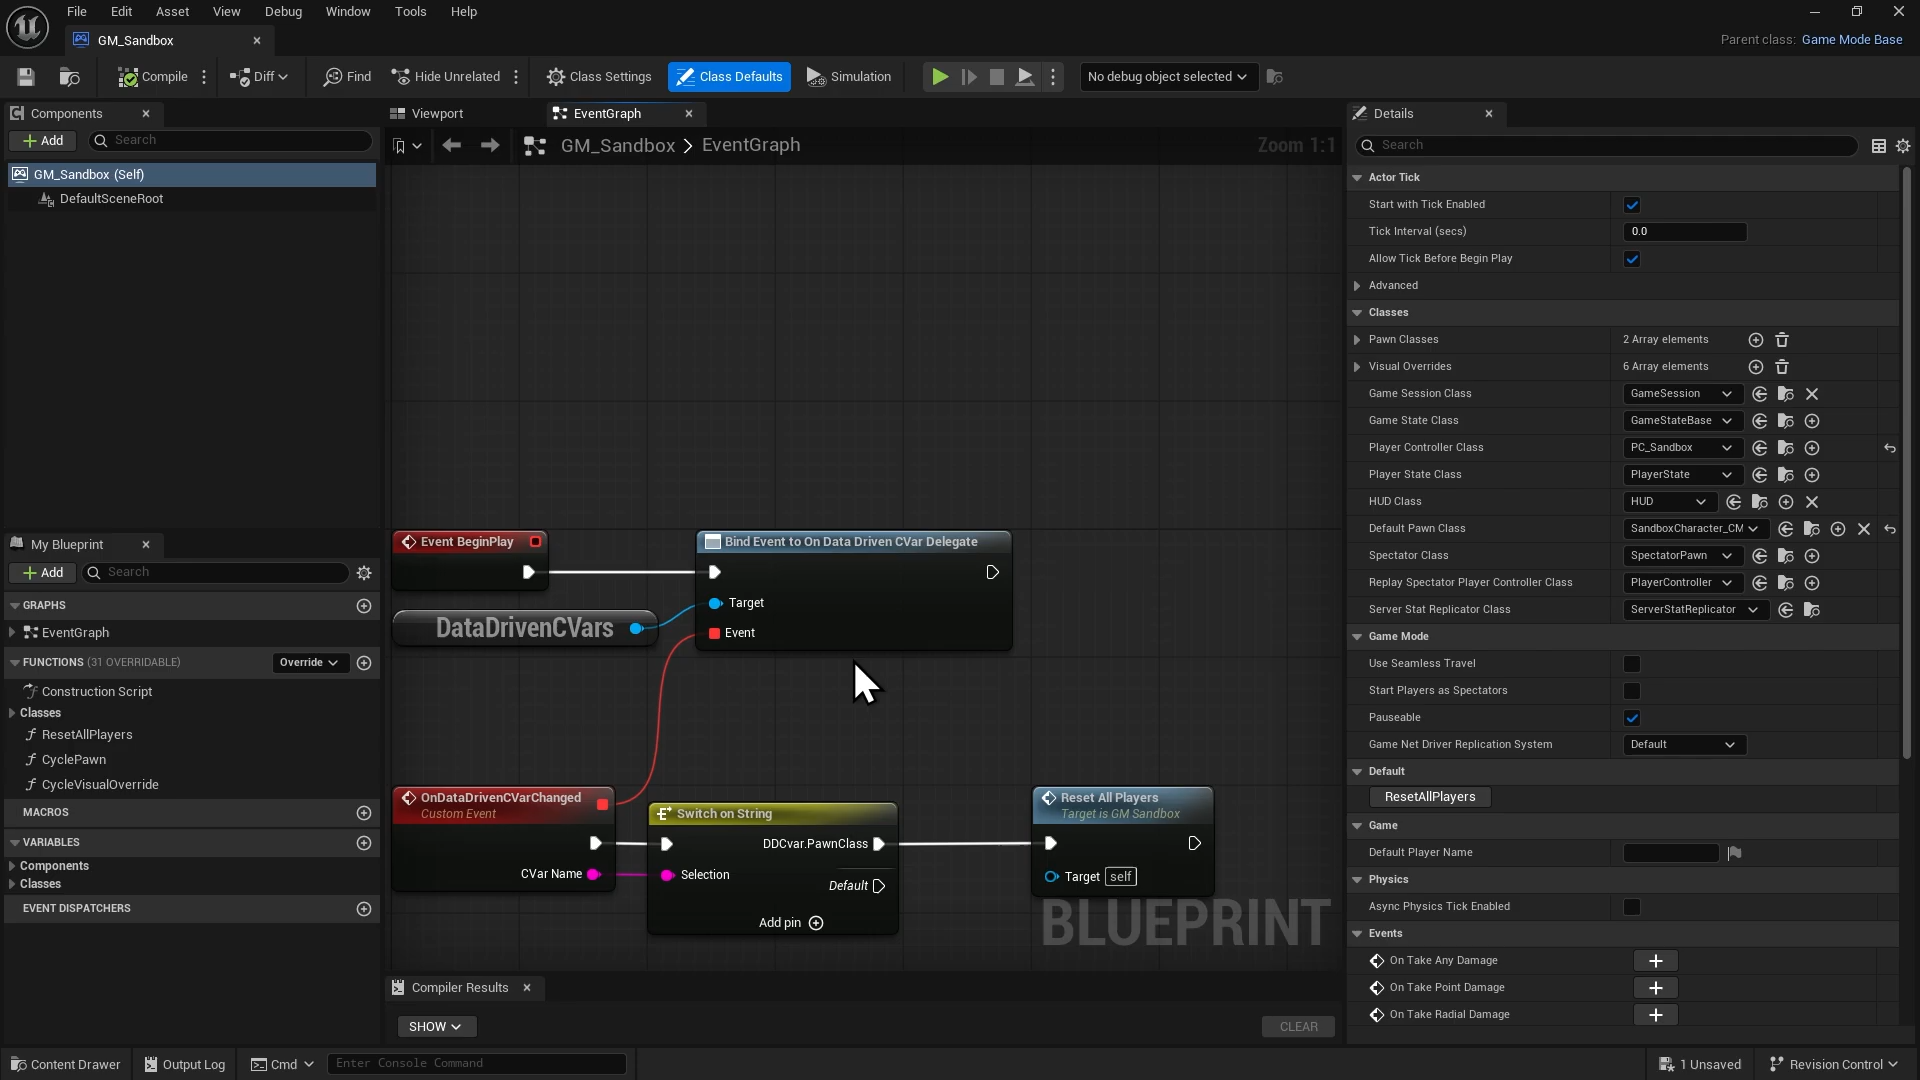 File Edit Asset View Debug Window Tools Help
GM_Sandbox
Parent class: Game Mode Base
Compile Diff Find Hide Unrelated Class Settings Class Defaults Simulation No debug object selected
Components Viewport EventGraph Details
Add Search
GM_Sandbox > EventGraph Zoom 1:1
Search
GM_Sandbox (Self)
DefaultSceneRoot
My Blueprint
Add Search
GRAPHS
EventGraph
FUNCTIONS (31 OVERRIDABLE) Override
Construction Script
Classes
ResetAllPlayers
CyclePawn
CycleVisualOverride
MACROS
VARIABLES
Components
Classes
EVENT DISPATCHERS
Event BeginPlay
Bind Event to On Data Driven CVar Delegate
Target
Event
DataDrivenCVars
OnDataDrivenCVarChanged
Custom Event
CVar Name
Switch on String
DDCvar.PawnClass
Selection
Default
Add pin
Reset All Players
Target is GM Sandbox
Target self
BLUEPRINT
Compiler Results
SHOW CLEAR
Actor Tick
Start with Tick Enabled
Tick Interval (secs) 0.0
Allow Tick Before Begin Play
Advanced
Classes
Pawn Classes 2 Array elements
Visual Overrides 6 Array elements
Game Session Class GameSession
Game State Class GameStateBase
Player Controller Class PC_Sandbox
Player State Class PlayerState
HUD Class HUD
Default Pawn Class SandboxCharacter_CM
Spectator Class SpectatorPawn
Replay Spectator Player Controller Class PlayerController
Server Stat Replicator Class ServerStatReplicator
Game Mode
Use Seamless Travel
Start Players as Spectators
Pauseable
Game Net Driver Replication System Default
Default
ResetAllPlayers
Game
Default Player Name
Physics
Async Physics Tick Enabled
Events
On Take Any Damage
On Take Point Damage
On Take Radial Damage
Content Drawer Output Log Cmd Enter Console Command 1 Unsaved Revision Control